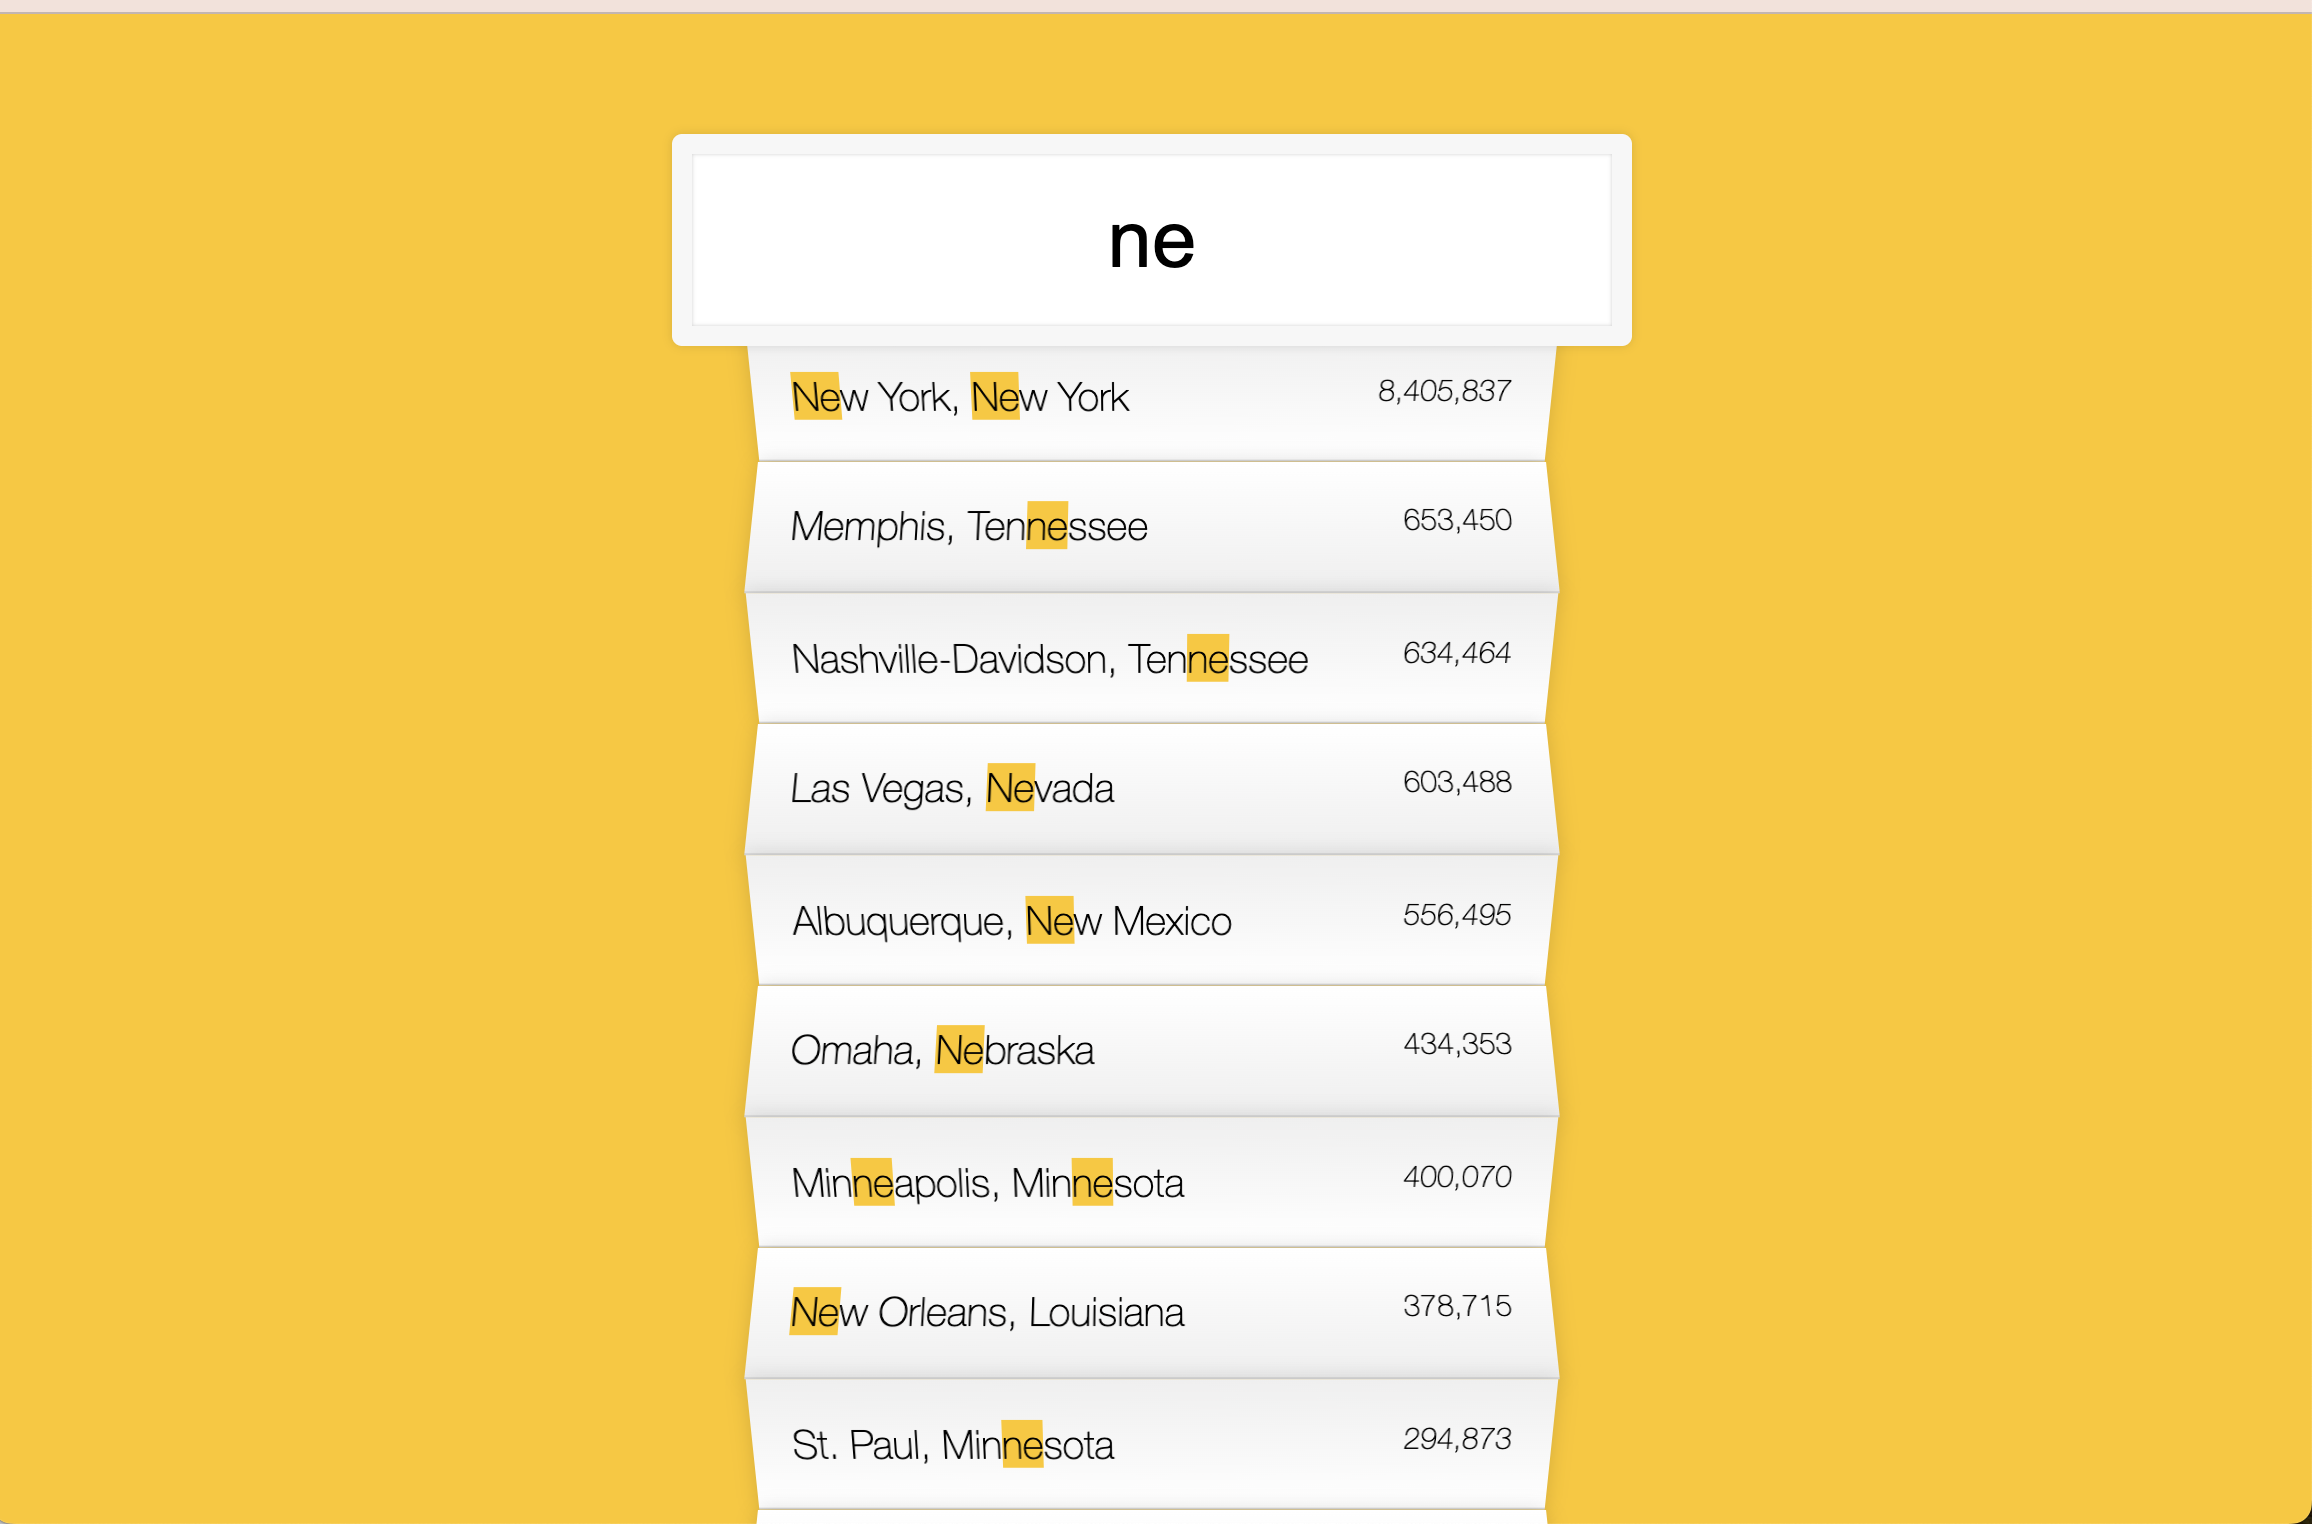 ne
New York, New York 8,405,837
Memphis, Tennessee 653,450
Nashville-Davidson, Tennessee 634,464
Las Vegas, Nevada 603,488
Albuquerque, New Mexico 556,495
Omaha, Nebraska 434,353
Minneapolis, Minnesota 400,070
New Orleans, Louisiana 378,715
St. Paul, Minnesota 294,873